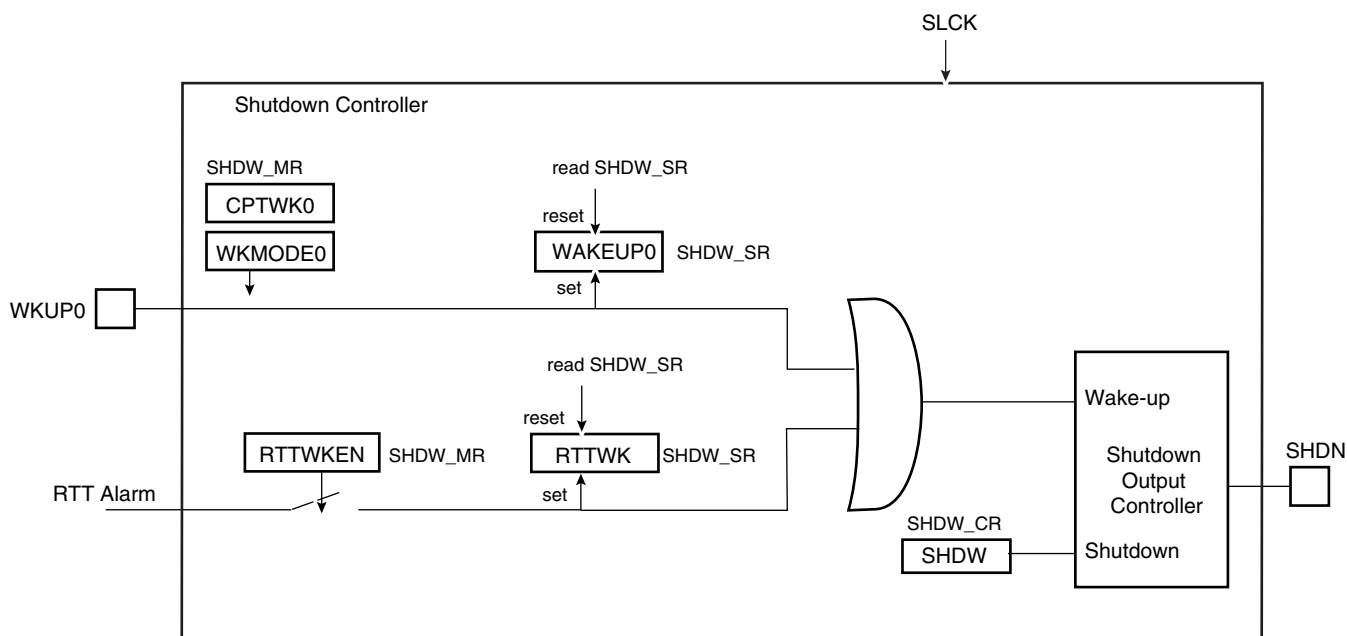 SLCK
Shutdown Controller
SHDW_MR
CPTWK0
WKMODE0
read SHDW_SR
reset
WAKEUP0
SHDW_SR
set
WKUP0
read SHDW_SR
reset
RTTWKEN
SHDW_MR
RTTWK
SHDW_SR
set
RTT Alarm
Wake-up
Shutdown
Output
Controller
SHDN
SHDW_CR
SHDW
Shutdown